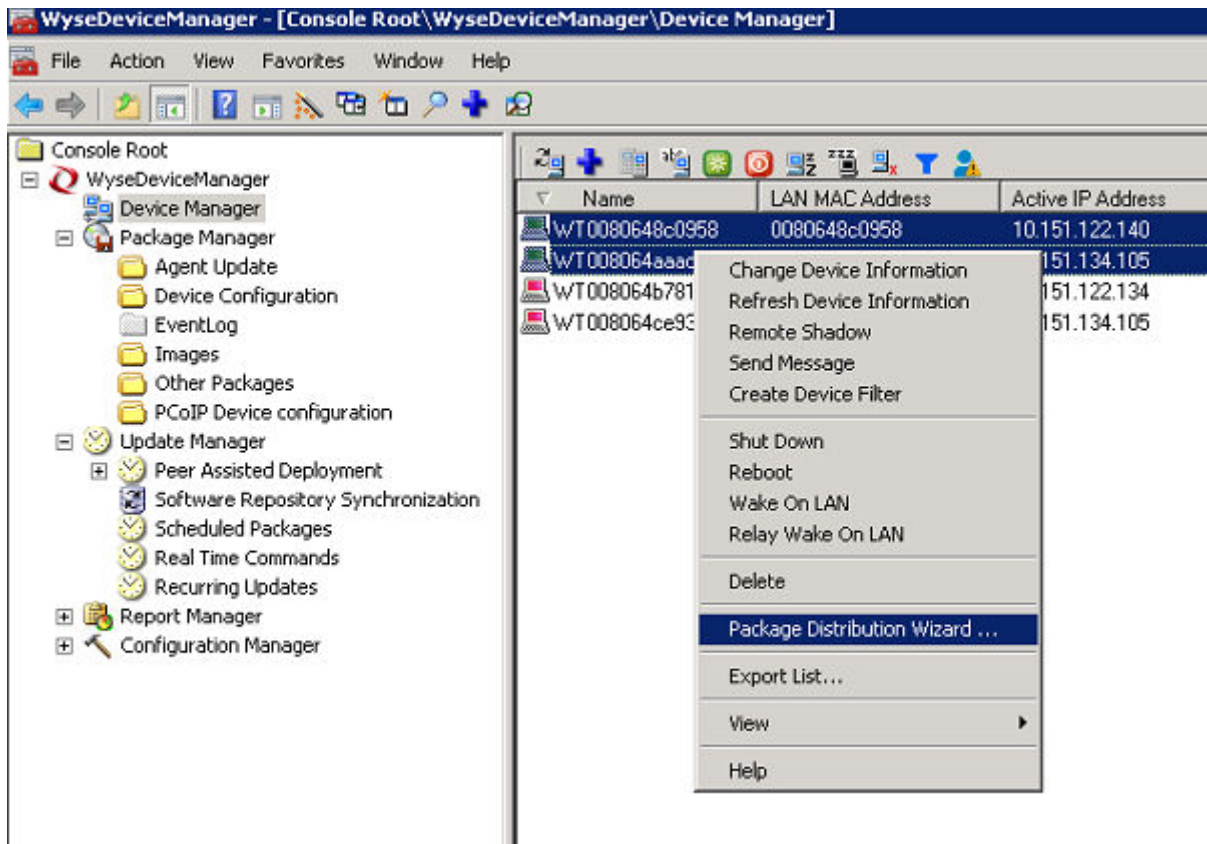 WyseDeviceManager - [Console Root\WyseDeviceManager\Device Manager]
File Action View Favorites Window Help
Console Root
WyseDeviceManager
Device Manager
Package Manager
Agent Update
Device Configuration
EventLog
Images
Other Packages
PCoIP Device configuration
Update Manager
Peer Assisted Deployment
Software Repository Synchronization
Scheduled Packages
Real Time Commands
Recurring Updates
Report Manager
Configuration Manager
Name LAN MAC Address Active IP Address
WT0080648c0958 0080648c0958 10.151.122.140
WT008064aaac 151.134.105
WT008064b781 151.122.134
WT008064ce93 151.134.105
Change Device Information
Refresh Device Information
Remote Shadow
Send Message
Create Device Filter
Shut Down
Reboot
Wake On LAN
Relay Wake On LAN
Delete
Package Distribution Wizard ...
Export List...
View
Help